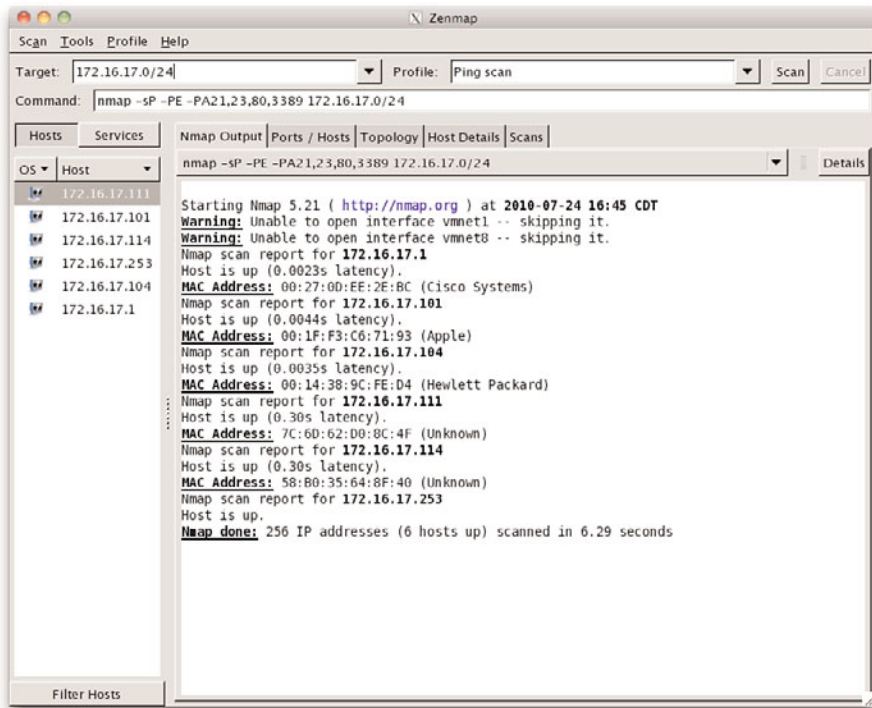 Zenmap
Scan Tools Profile Help
Target: 172.16.17.0/24 Profile: Ping scan Scan Cancel
Command: nmap -sP -PE -PA21,23,80,3389 172.16.17.0/24
Hosts Services Nmap Output Ports / Hosts Topology Host Details Scans
OS Host
nmap -sP -PE -PA21,23,80,3389 172.16.17.0/24 Details
172.16.17.111
172.16.17.101
172.16.17.114
172.16.17.253
172.16.17.104
172.16.17.1
Starting Nmap 5.21 ( http://nmap.org ) at 2010-07-24 16:45 CDT
Warning: Unable to open interface vmnet1 -- skipping it.
Warning: Unable to open interface vmnet8 -- skipping it.
Nmap scan report for 172.16.17.1
Host is up (0.0023s latency).
MAC Address: 00:27:0D:EE:2E:BC (Cisco Systems)
Nmap scan report for 172.16.17.101
Host is up (0.0044s latency).
MAC Address: 00:1F:F3:C6:71:93 (Apple)
Nmap scan report for 172.16.17.104
Host is up (0.0035s latency).
MAC Address: 00:14:38:9C:FE:D4 (Hewlett Packard)
Nmap scan report for 172.16.17.111
Host is up (0.30s latency).
MAC Address: 7C:6D:62:D0:8C:4F (Unknown)
Nmap scan report for 172.16.17.114
Host is up (0.30s latency).
MAC Address: 58:B0:35:64:8F:40 (Unknown)
Nmap scan report for 172.16.17.253
Host is up.
Nmap done: 256 IP addresses (6 hosts up) scanned in 6.29 seconds
Filter Hosts